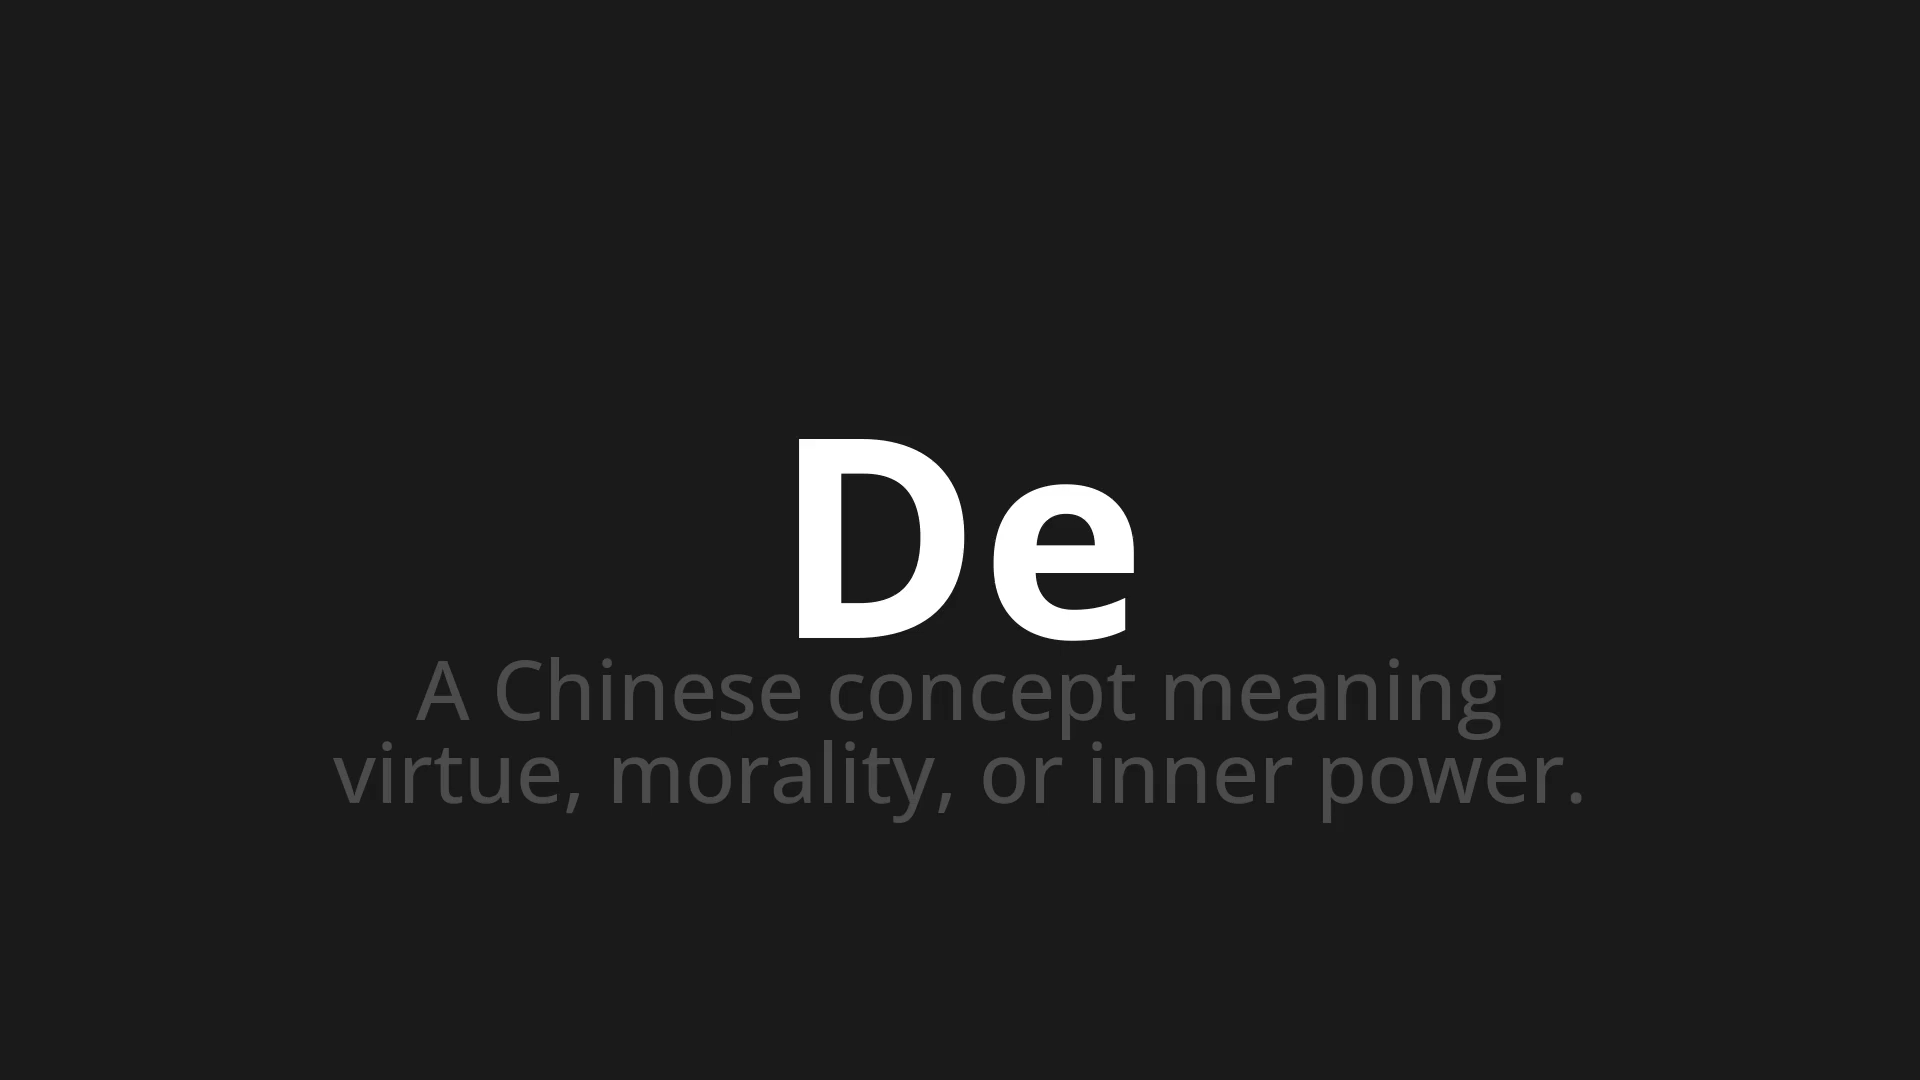 De
A Chinese concept meaning
virtue, morality, or inner power.